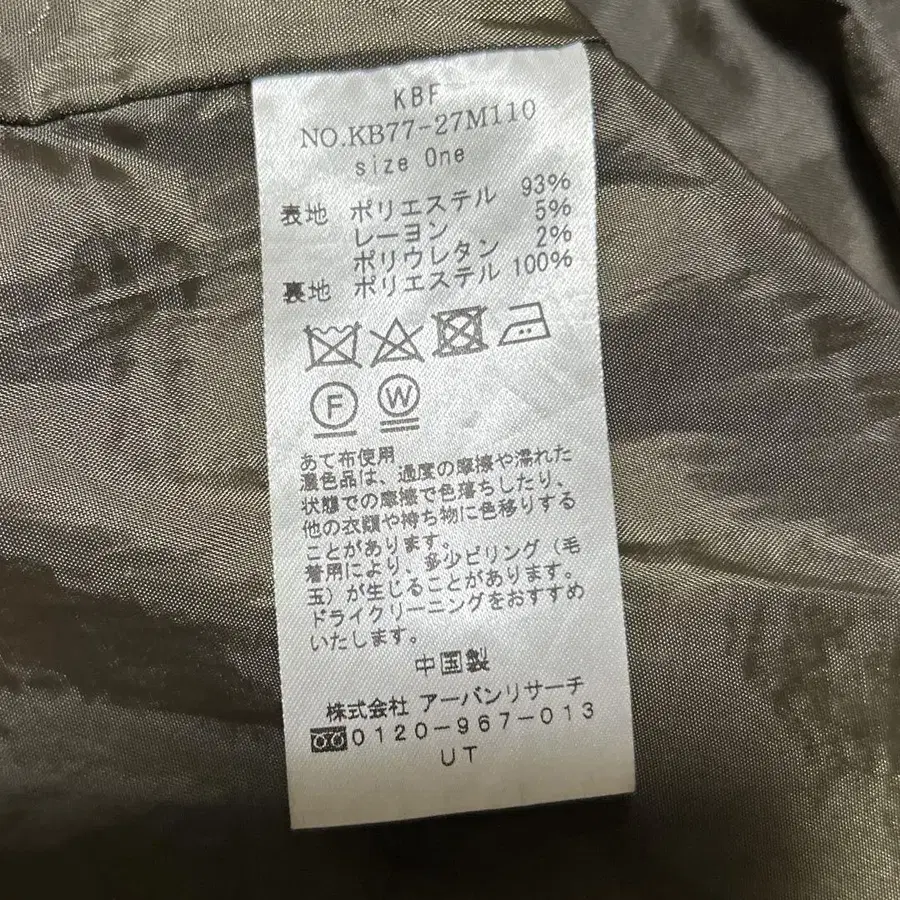 KBF
NO.KB77-27M110
size One
表地 ポリエステル 93%
レーヨン 5%
ポリウレタン 2%
裏地 ポリエステル 100%
F W
あて布使用
濃色品は、過度の摩擦や濡れた
状態での摩擦で色落ちしたり、
他の衣類や持ち物に色移りする
ことがあります。
着用により、多少ピリング（毛
玉）が生じることがあります。
ドライクリーニングをおすすめ
いたします。
中国製
株式会社 アーバンリサーチ
0120-967-013
UT